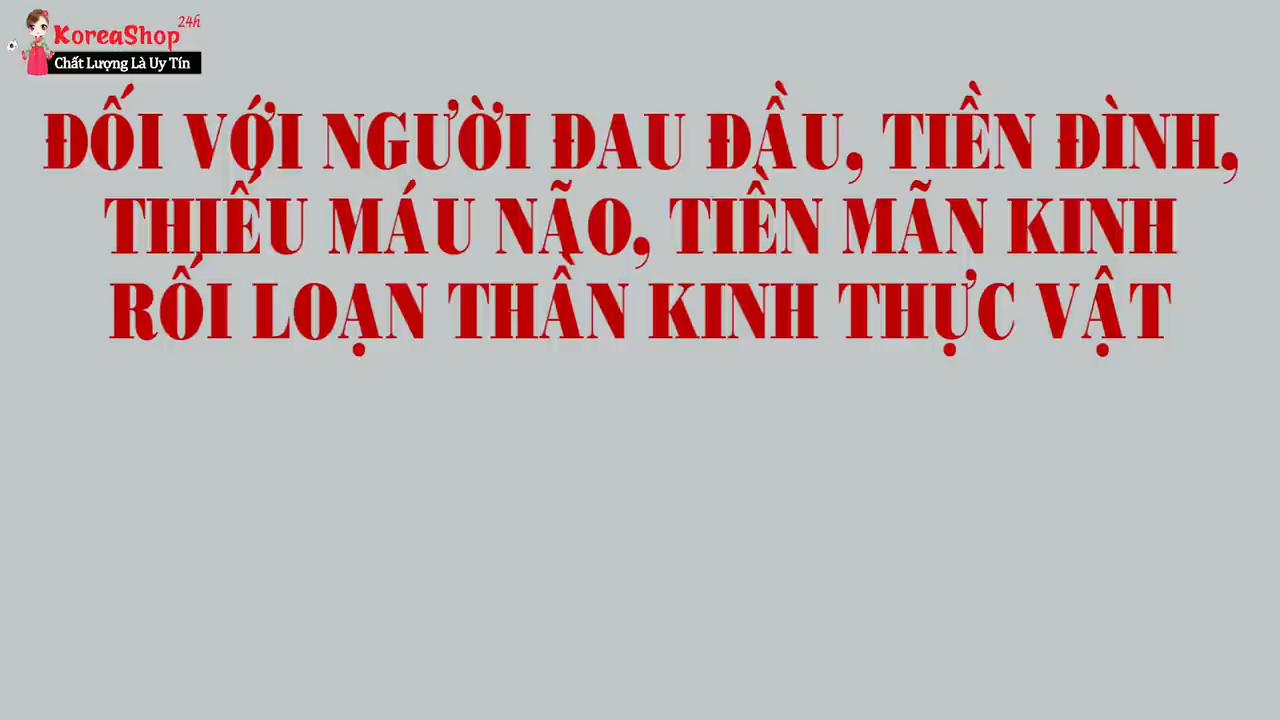 KoreaShop 24h
Chất Lượng Là Uy Tín
ĐỐI VỚI NGƯỜI ĐAU ĐẦU, TIỀN ĐÌNH,
THIẾU MÁU NÃO, TIỀN MÃN KINH
RỐI LOẠN THẦN KINH THỰC VẬT